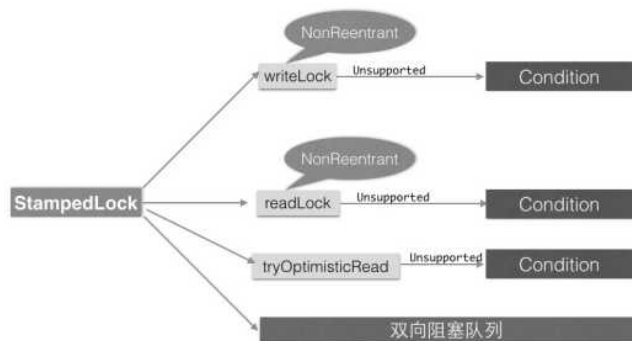 NonReentrant
writeLock
Unsupported
Condition
NonReentrant
StampedLock
readLock
Unsupported
Condition
tryOptimisticRead
Unsupported
Condition
双向阻塞队列